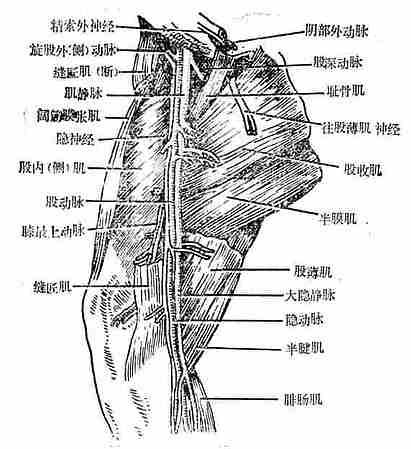 精索外神经
旋股外(侧)动脉
缝匠肌(断)
肌静脉
阔筋膜张肌
隐神经
股内(侧)肌
股动脉
膝最上动脉
缝匠肌
阴部外动脉
股深动脉
耻骨肌
往股薄肌神经
股收肌
半膜肌
股薄肌
大隐静脉
隐动脉
半腱肌
腓肠肌